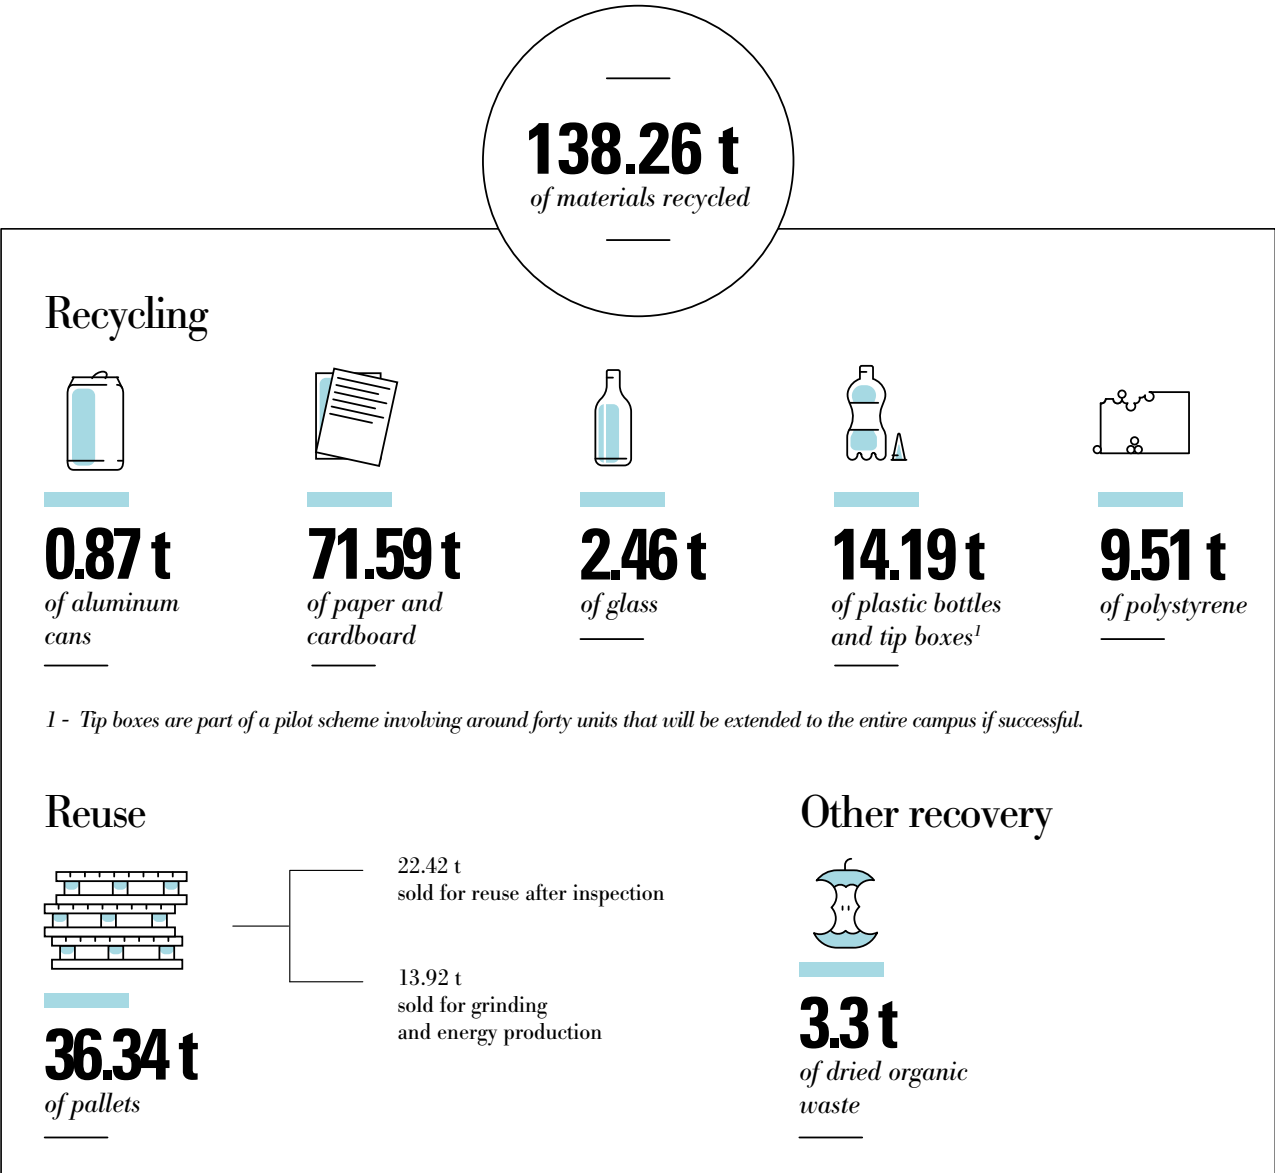 138.26 t
of materials recycled
Recycling
0.87 t
of aluminum
cans
71.59 t
of paper and
cardboard
2.46 t
of glass
14.19 t
of plastic bottles
and tip boxes¹
9.51 t
of polystyrene
1 - Tip boxes are part of a pilot scheme involving around forty units that will be extended to the entire campus if successful.
Reuse
36.34 t
of pallets
22.42 t
sold for reuse after inspection
13.92 t
sold for grinding
and energy production
Other recovery
3.3 t
of dried organic
waste